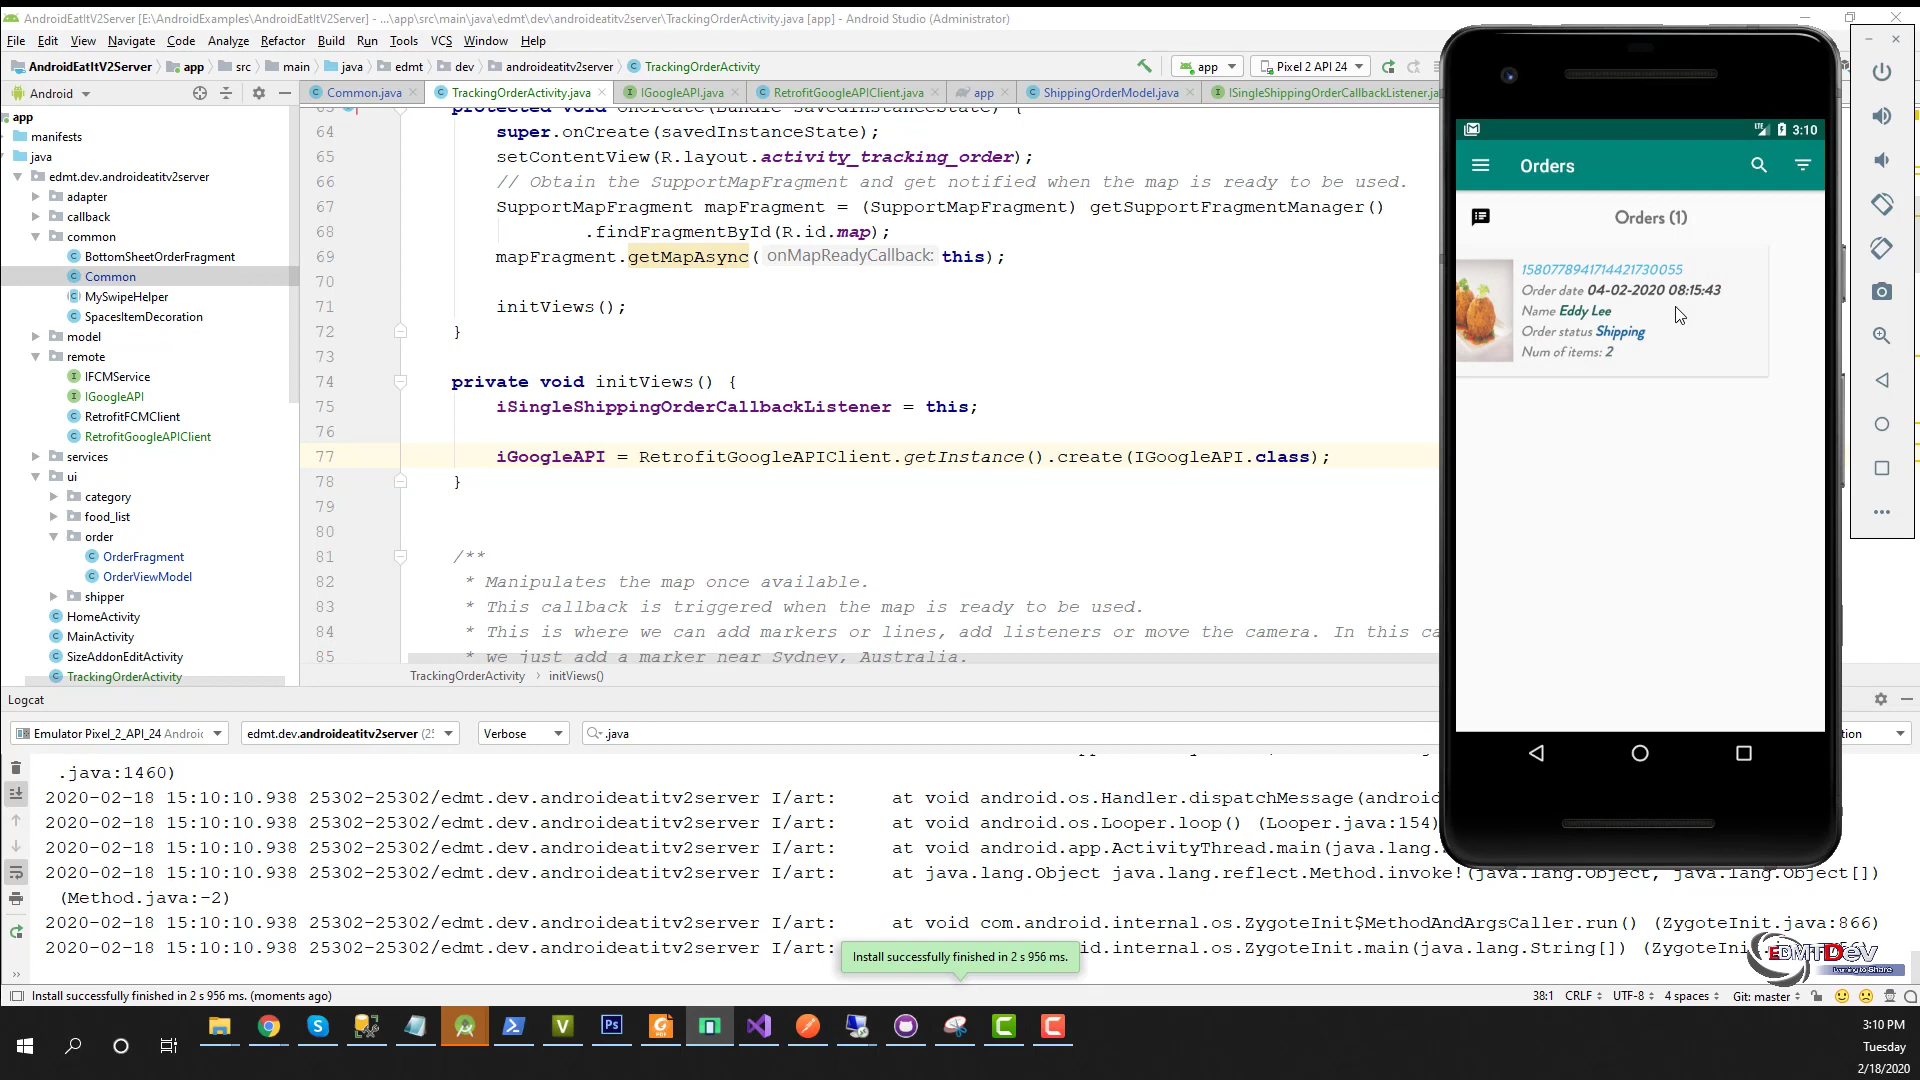 AndroidEatItV2Server [E:\AndroidExamples\AndroidEatItV2Server] - ...\app\src\main\java\edmt\dev\androideatitv2server\TrackingOrderActivity.java [app] - Android Studio (Administrator)
File Edit View Navigate Code Analyze Refactor Build Run Tools VCS Window Help
AndroidEatItV2Server app src main java edmt dev androideatitv2server TrackingOrderActivity
app Pixel 2 API 24
Android
Common.java TrackingOrderActivity.java IGoogleAPI.java RetrofitGoogleAPIClient.java app ShippingOrderModel.java ISingleShippingOrderCallbackListener.ja
app
manifests
java
edmt.dev.androideatitv2server
adapter
callback
common
BottomSheetOrderFragment
Common
MySwipeHelper
SpacesItemDecoration
model
remote
IFCMService
IGoogleAPI
RetrofitFCMClient
RetrofitGoogleAPIClient
services
ui
category
food_list
order
OrderFragment
OrderViewModel
shipper
HomeActivity
MainActivity
SizeAddonEditActivity
TrackingOrderActivity
63 protected void onCreate(Bundle savedInstanceState) {
64 super.onCreate(savedInstanceState);
65 setContentView(R.layout.activity_tracking_order);
66 // Obtain the SupportMapFragment and get notified when the map is ready to be used.
67 SupportMapFragment mapFragment = (SupportMapFragment) getSupportFragmentManager()
68 .findFragmentById(R.id.map);
69 mapFragment.getMapAsync( onMapReadyCallback: this);
70
71 initViews();
72 }
73
74 private void initViews() {
75 iSingleShippingOrderCallbackListener = this;
76
77 iGoogleAPI = RetrofitGoogleAPIClient.getInstance().create(IGoogleAPI.class);
78 }
79
80
81 /**
82 * Manipulates the map once available.
83 * This callback is triggered when the map is ready to be used.
84 * This is where we can add markers or lines, add listeners or move the camera. In this ca
85 * we just add a marker near Sydney, Australia.
TrackingOrderActivity › initViews()
LTE 3:10
Orders
Orders (1)
1580778941714421730055
Order date 04-02-2020 08:15:43
Name Eddy Lee
Order status Shipping
Num of items: 2
Logcat
Emulator Pixel_2_API_24 Androic edmt.dev.androideatitv2server (25 Verbose .java tion
.java:1460)
2020-02-18 15:10:10.938 25302-25302/edmt.dev.androideatitv2server I/art: at void android.os.Handler.dispatchMessage(android
2020-02-18 15:10:10.938 25302-25302/edmt.dev.androideatitv2server I/art: at void android.os.Looper.loop() (Looper.java:154)
2020-02-18 15:10:10.938 25302-25302/edmt.dev.androideatitv2server I/art: at void android.app.ActivityThread.main(java.lang.
2020-02-18 15:10:10.938 25302-25302/edmt.dev.androideatitv2server I/art: at java.lang.Object java.lang.reflect.Method.invoke!(java.lang.Object, java.lang.Object[])
(Method.java:-2)
2020-02-18 15:10:10.938 25302-25302/edmt.dev.androideatitv2server I/art: at void com.android.internal.os.ZygoteInit$MethodAndArgsCaller.run() (ZygoteInit.java:866)
2020-02-18 15:10:10.938 25302-25302/edmt.dev.androideatitv2server I/art: id.internal.os.ZygoteInit.main(java.lang.String[]) (ZygoteInit.
Install successfully finished in 2 s 956 ms.
EDMTDev
Learning to Share
Install successfully finished in 2 s 956 ms. (moments ago)
38:1 CRLF UTF-8 4 spaces Git: master
3:10 PM
Tuesday
2/18/2020